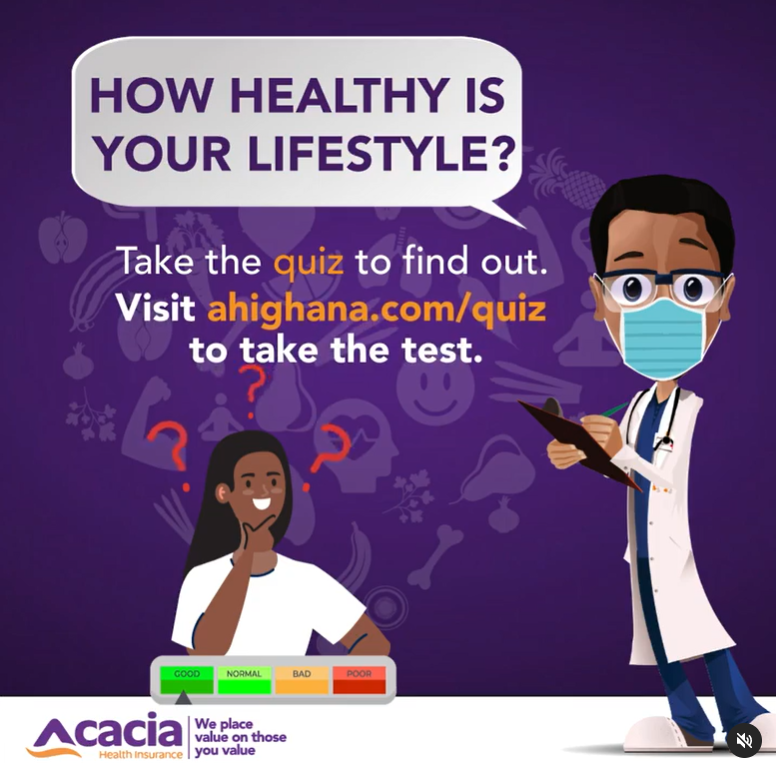 HOW HEALTHY IS
YOUR LIFESTYLE?
Take the quiz to find out.
Visit ahighana.com/quiz
to take the test.
GOOD NORMAL BAD POOR
Acacia
Health Insurance
We place
value on those
you value